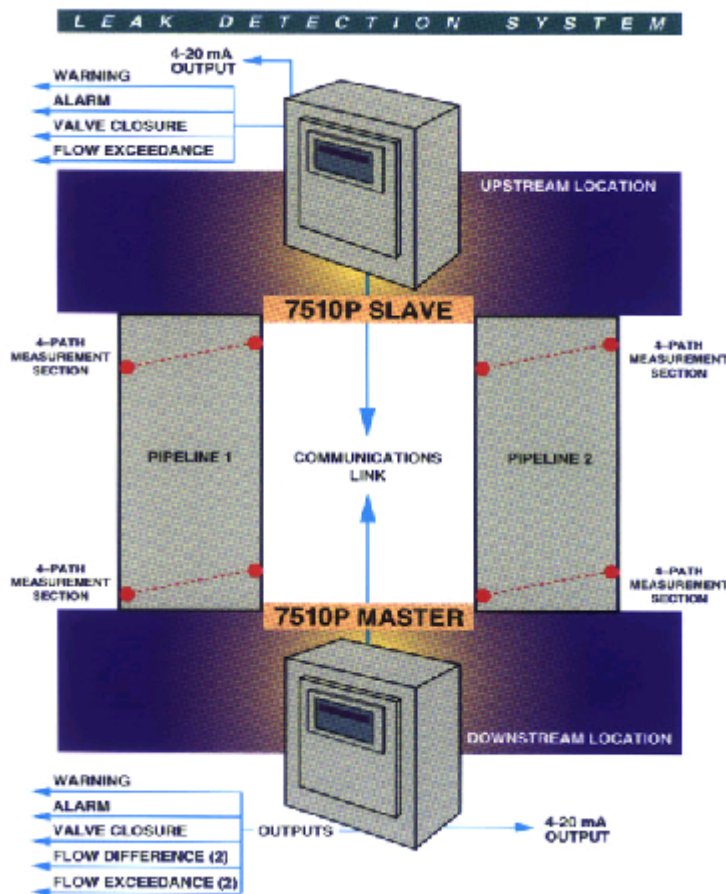 LEAK DETECTION SYSTEM
4-20 mA
OUTPUT
WARNING
ALARM
VALVE CLOSURE
FLOW EXCEEDANCE
UPSTREAM LOCATION
7510P SLAVE
4-PATH
MEASUREMENT
SECTION
4-PATH
MEASUREMENT
SECTION
PIPELINE 1
COMMUNICATIONS
LINK
PIPELINE 2
4-PATH
MEASUREMENT
SECTION
4-PATH
MEASUREMENT
SECTION
7510P MASTER
DOWNSTREAM LOCATION
WARNING
ALARM
VALVE CLOSURE
OUTPUTS
FLOW DIFFERENCE (2)
FLOW EXCEEDANCE (2)
4-20 mA
OUTPUT